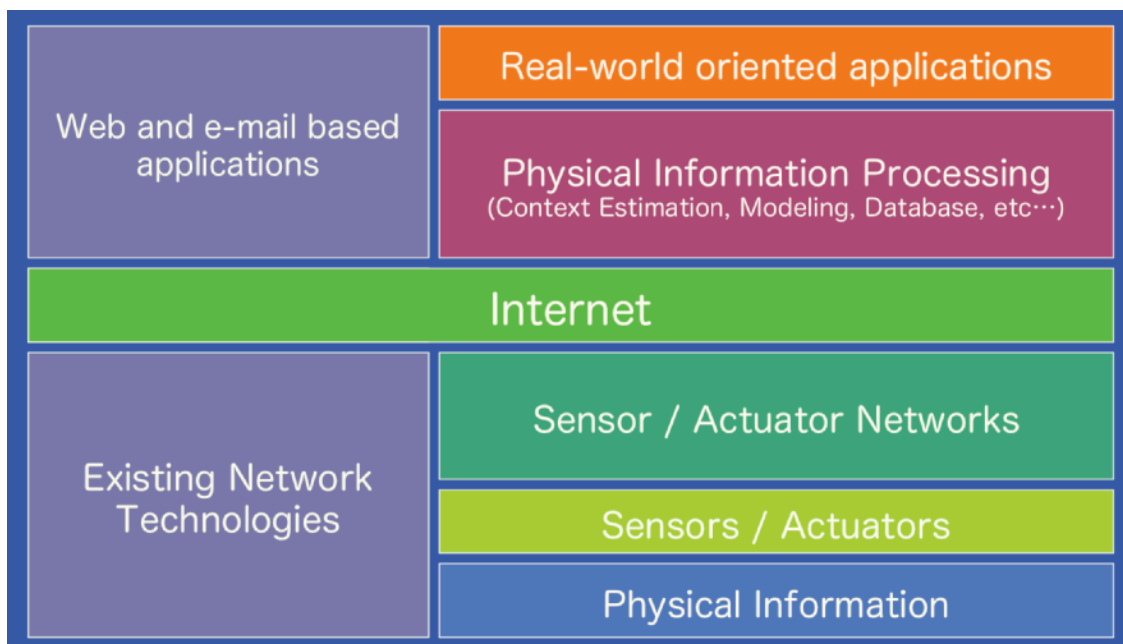 Web and e-mail based
applications
Real-world oriented applications
Physical Information Processing
(Context Estimation, Modeling, Database, etc…)
Internet
Existing Network
Technologies
Sensor / Actuator Networks
Sensors / Actuators
Physical Information